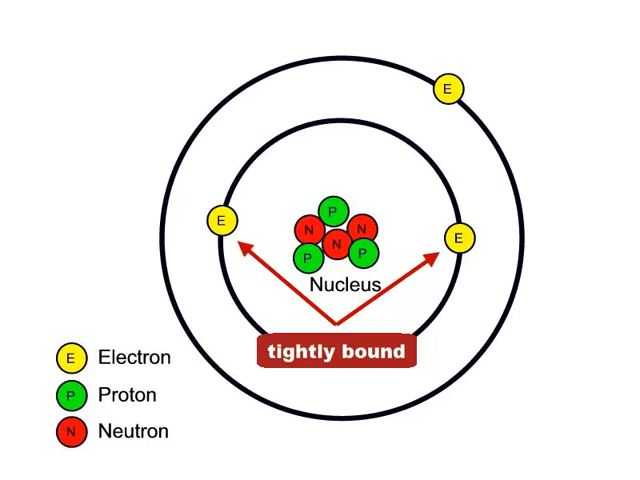 E
E
P
N
N
E
N
P
P
Nucleus
tightly bound
E Electron
P Proton
N Neutron